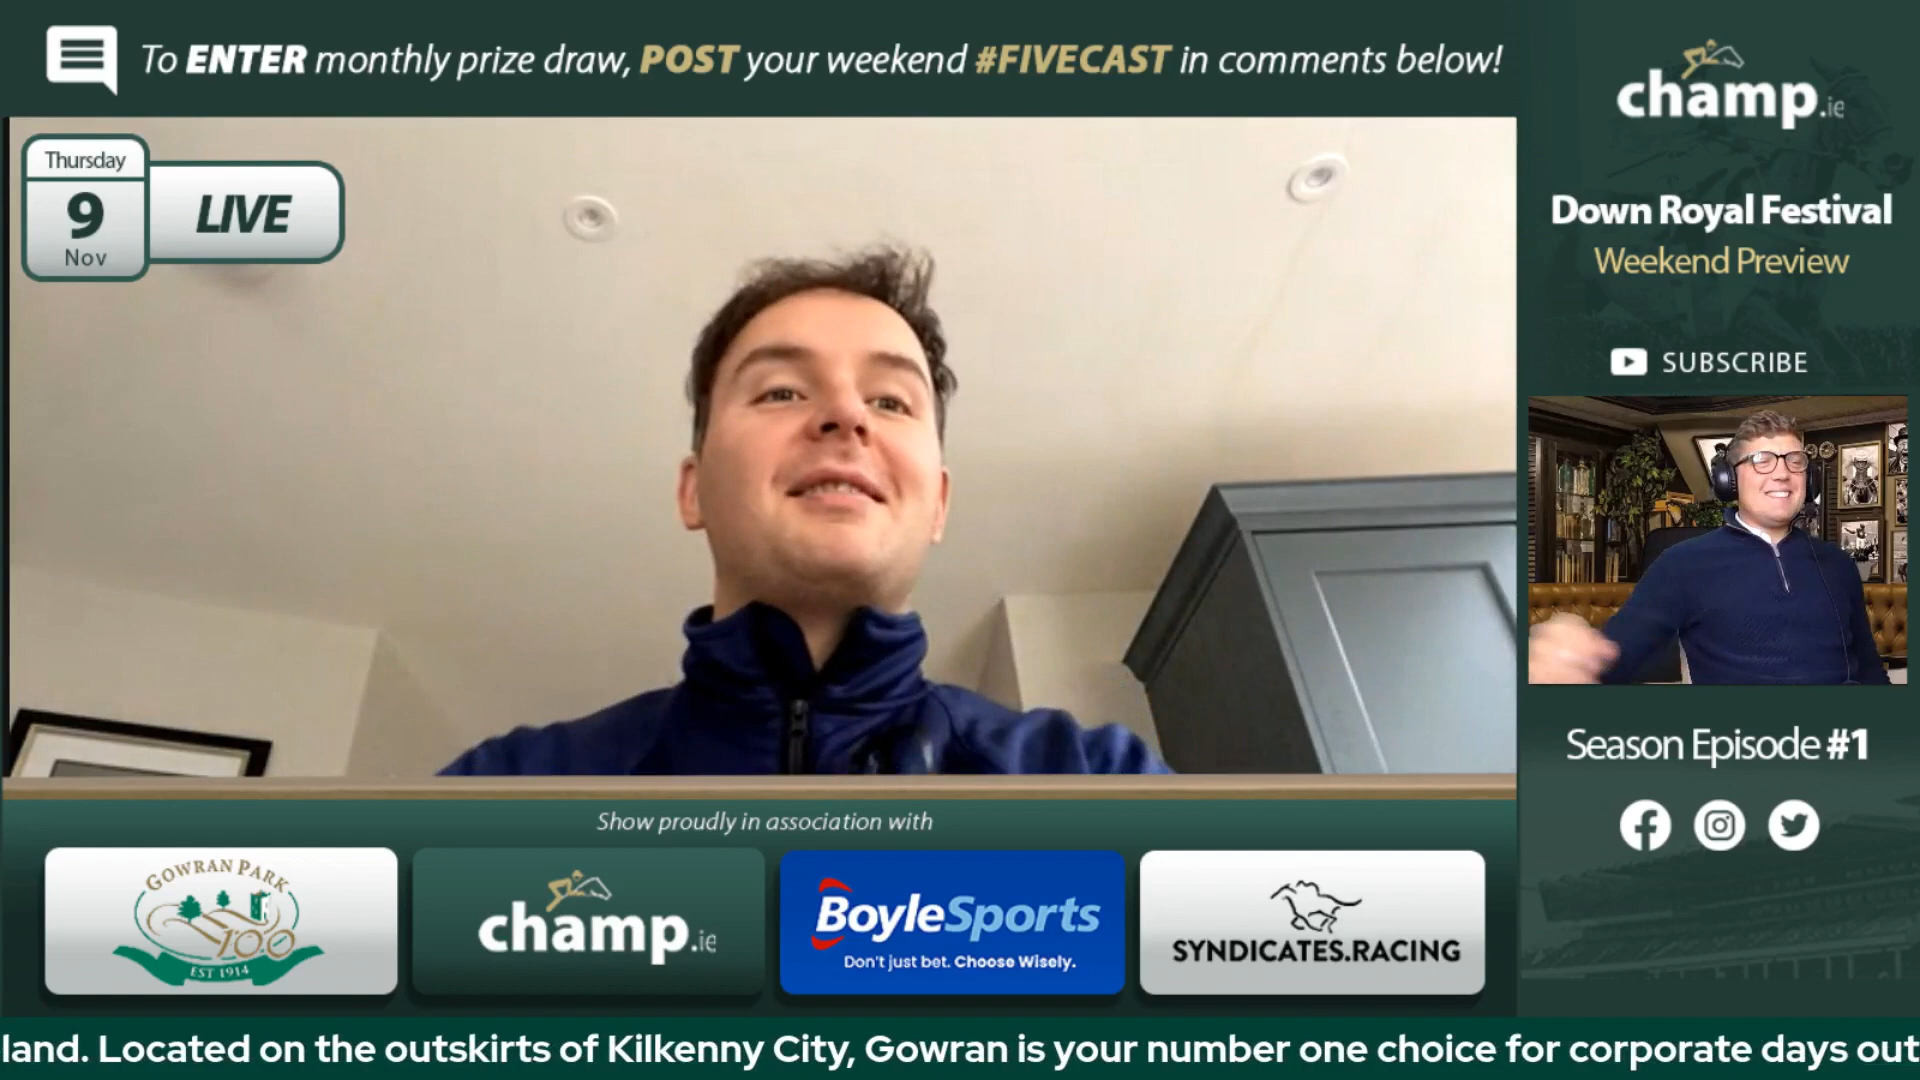 To ENTER monthly prize draw, POST your weekend #FIVECAST in comments below!
Thursday
9
Nov
LIVE
champ.ie
Down Royal Festival
Weekend Preview
SUBSCRIBE
Season Episode #1
Show proudly in association with
GOWRAN PARK
100
EST 1914
champ.ie
BoyleSports
Don't just bet. Choose Wisely.
SYNDICATES.RACING
land. Located on the outskirts of Kilkenny City, Gowran is your number one choice for corporate days out